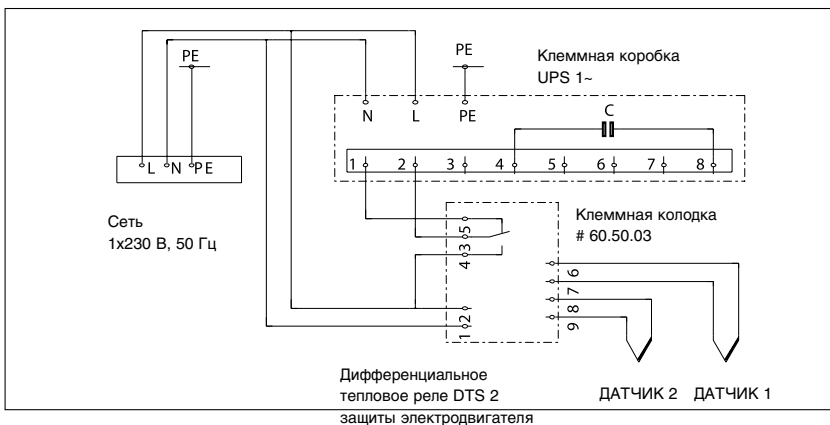 PE
PE
Клеммная коробка
UPS 1~
C
N L PE
1 2 3 4 5 6 7 8
L N PE
Сеть
1x230 В, 50 Гц
Клеммная колодка
# 60.50.03
5
3
4
6
7
2
8
1
9
Дифференциальное
тепловое реле DTS 2
защиты электродвигателя
ДАТЧИК 2 ДАТЧИК 1